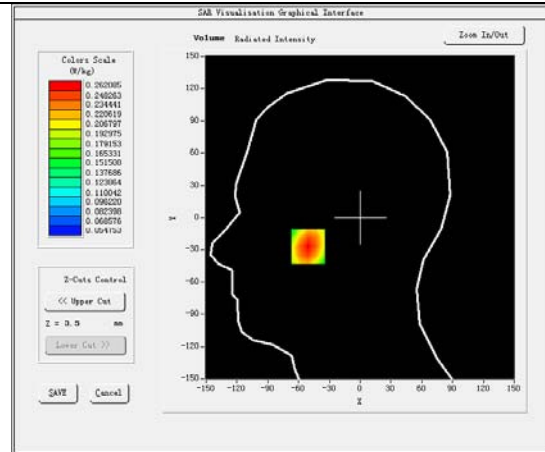 SAR Visualisation Graphical Interface
Volume Radiated Intensity
Zoom In/Out
Colors Scale
(W/kg)
0.262085
0.248263
0.234441
0.220619
0.206797
0.192975
0.179153
0.165331
0.151508
0.137686
0.123864
0.110042
0.096220
0.082398
0.068576
0.054753
150
120
90
60
30
0
-30
-60
-90
-120
-150
Y
-150 -120 -90 -60 -30 0 30 60 90 120 150
X
Z-Cuts Control
<< Upper Cut
Z = 3.5 mm
Lower Cut >>
SAVE Cancel